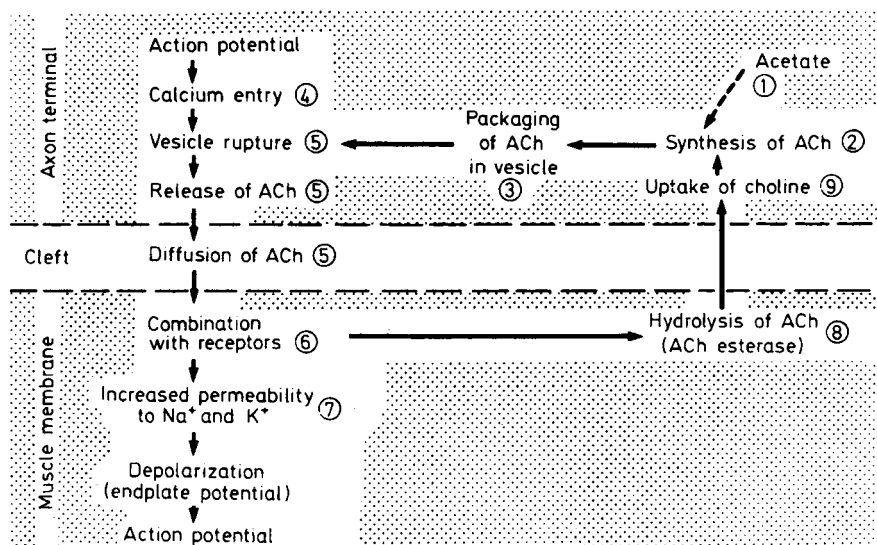 Axon terminal
Action potential
Calcium entry ④
Vesicle rupture ⑤
Release of ACh ⑤
Packaging
of ACh
in vesicle
③
Acetate
①
Synthesis of ACh ②
Uptake of choline ⑨
Cleft
Diffusion of ACh ⑤
Muscle membrane
Combination
with receptors ⑥
Hydrolysis of ACh
(ACh esterase) ⑧
Increased permeability
to Na⁺ and K⁺ ⑦
Depolarization
(endplate potential)
Action potential